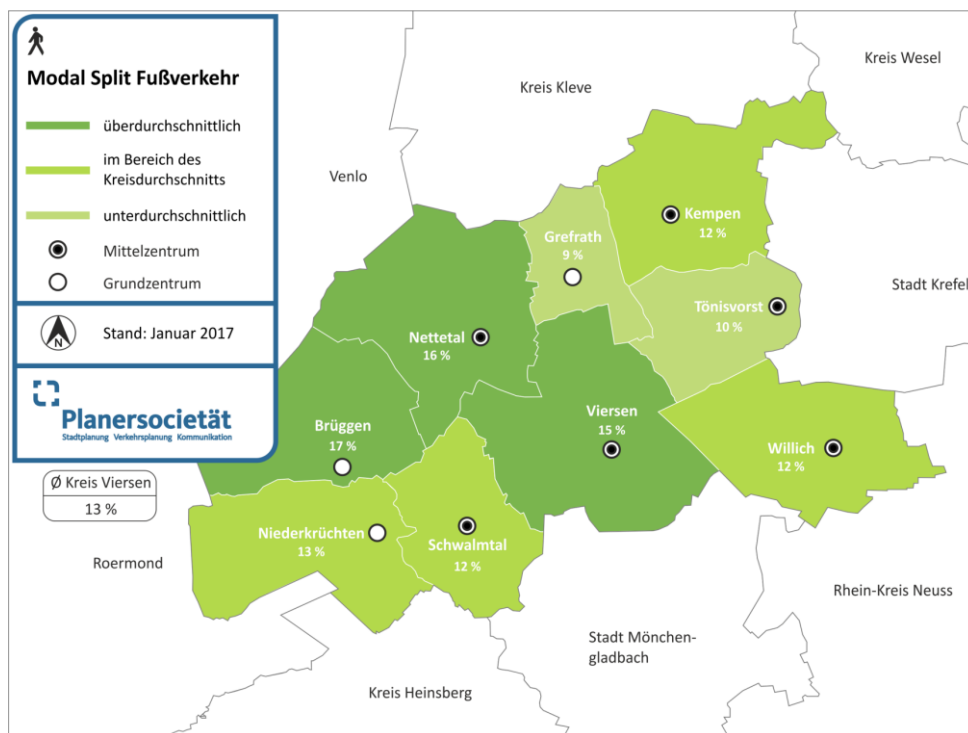 Modal Split Fußverkehr
überdurchschnittlich
im Bereich des
Kreisdurchschnitts
unterdurchschnittlich
Mittelzentrum
Grundzentrum
N
Stand: Januar 2017
Planersocietät
Stadtplanung Verkehrsplanung Kommunikation
Ø Kreis Viersen
13 %
Kreis Wesel
Kreis Kleve
Venlo
Kempen
12 %
Grefrath
9 %
Stadt Krefel
Tönisvorst
10 %
Nettetal
16 %
Viersen
15 %
Brüggen
17 %
Willich
12 %
Niederkrüchten
13 %
Schwalmtal
12 %
Roermond
Rhein-Kreis Neuss
Stadt Mönchen-
gladbach
Kreis Heinsberg